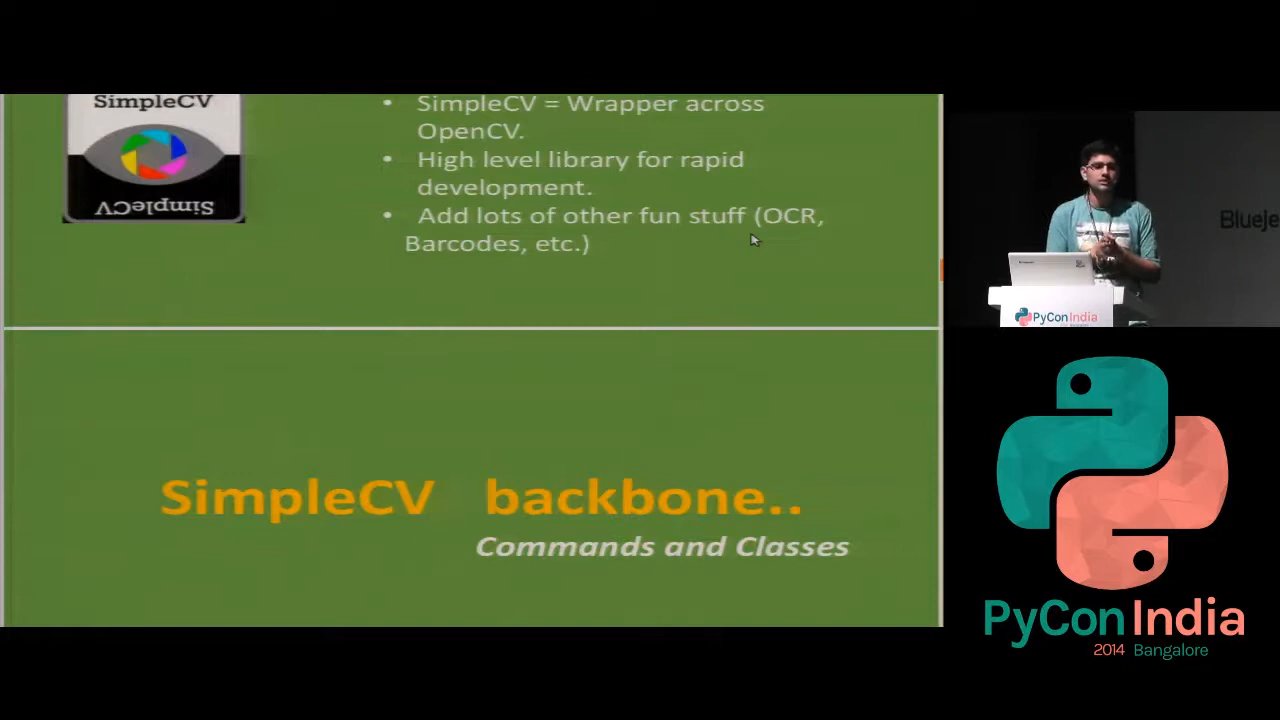 SimpleCV
SimpleCV
• SimpleCV = Wrapper across
OpenCV.
• High level library for rapid
development.
• Add lots of other fun stuff (OCR,
Barcodes, etc.)
SimpleCV backbone..
Commands and Classes
Blueje
PyCon India
PyCon India
2014 Bangalore